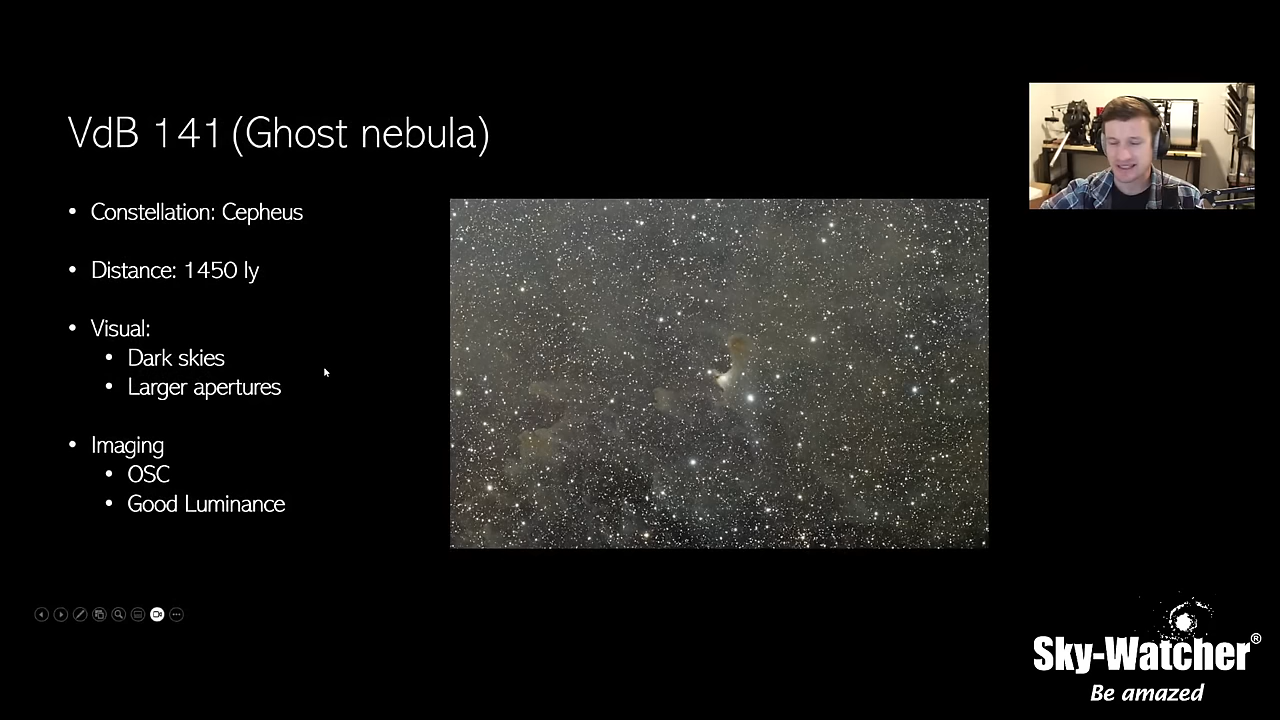 VdB 141 (Ghost nebula)
• Constellation: Cepheus
• Distance: 1450 ly
• Visual:
• Dark skies
• Larger apertures
• Imaging
• OSC
• Good Luminance
Sky-Watcher®
Be amazed